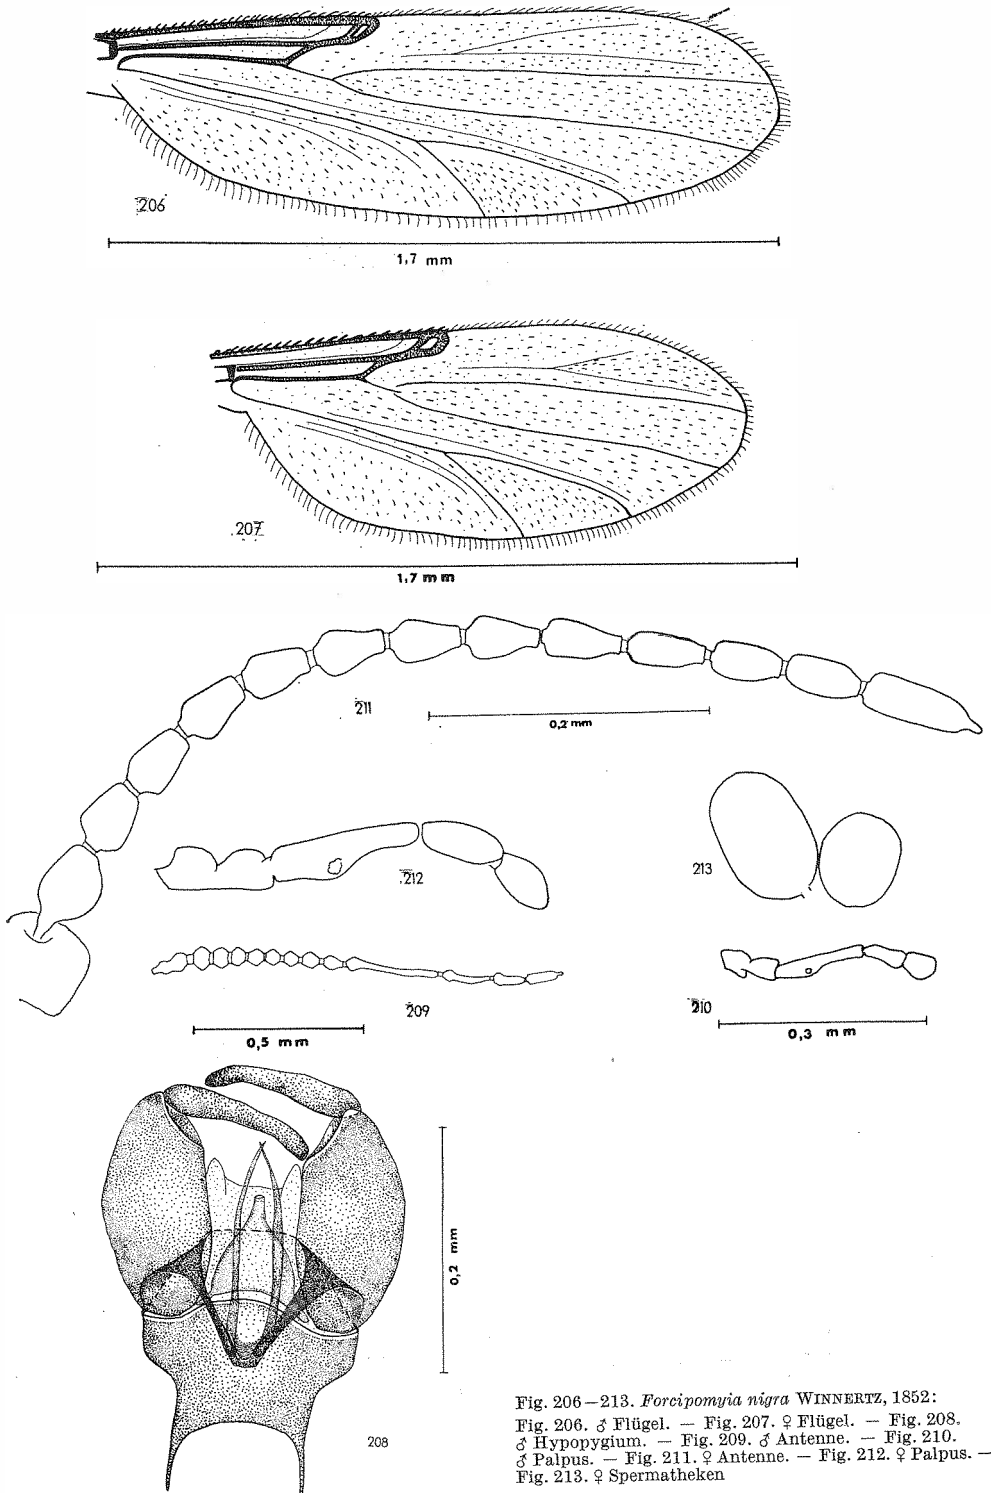 206
1,7 mm
207
1,7 mm
211
0,2 mm
212
213
209
210
0,5 mm
0,3 mm
0,2 mm
208
Fig. 206—213. Forcipomyia nigra WINNERTZ, 1852:
Fig. 206. ♂ Flügel. — Fig. 207. ♀ Flügel. — Fig. 208.
♂ Hypopygium. — Fig. 209. ♂ Antenne. — Fig. 210.
♂ Palpus. — Fig. 211. ♀ Antenne. — Fig. 212. ♀ Palpus. —
Fig. 213. ♀ Spermatheken